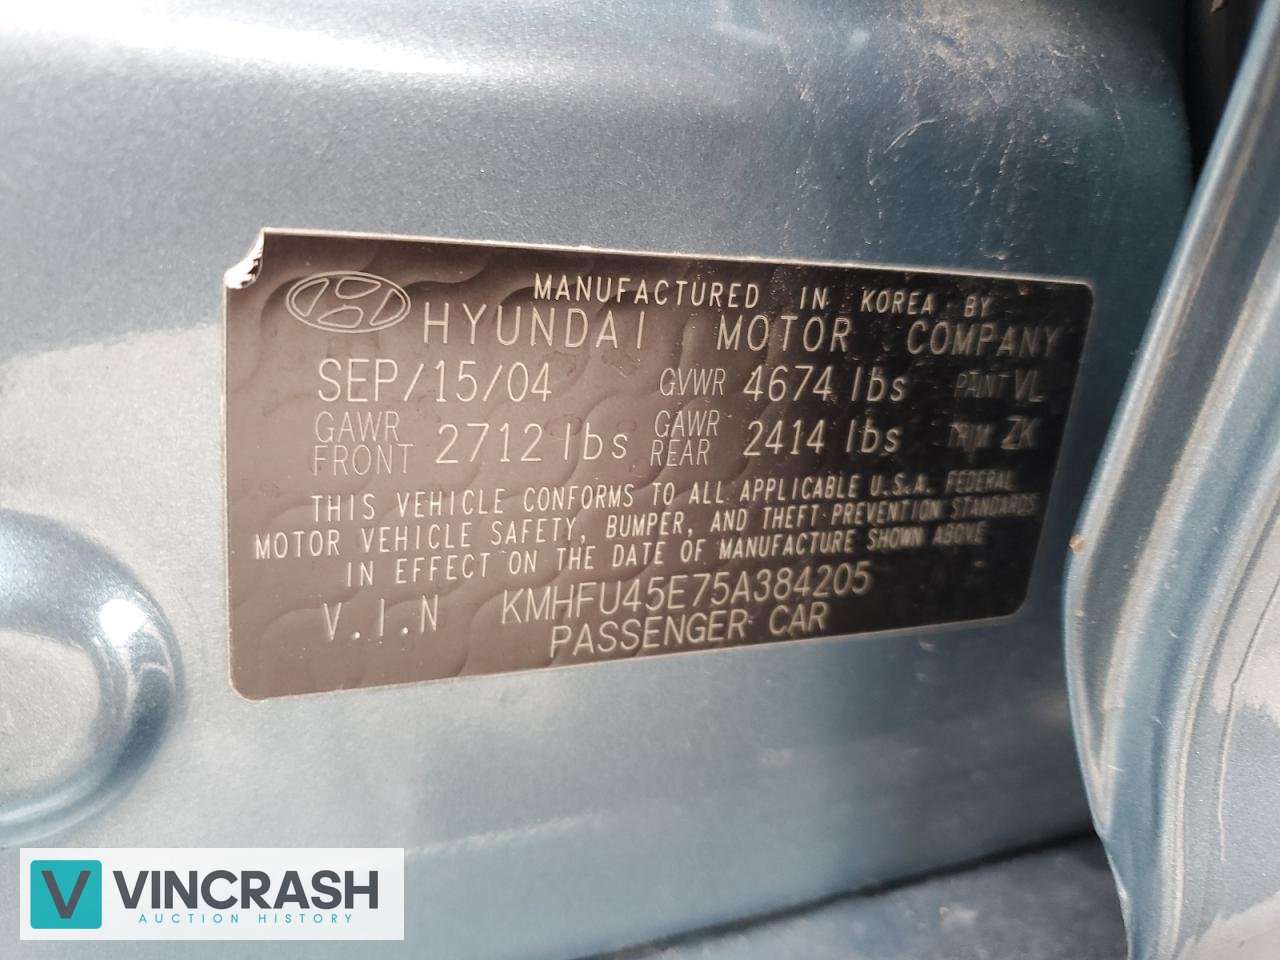 MANUFACTURED IN KOREA BY
HYUNDAI MOTOR COMPANY
SEP/15/04 GVWR 4674 lbs PAINT VL
GAWR FRONT 2712 lbs GAWR REAR 2414 lbs TRIM ZK
THIS VEHICLE CONFORMS TO ALL APPLICABLE U.S.A. FEDERAL
MOTOR VEHICLE SAFETY, BUMPER, AND THEFT-PREVENTION STANDARDS
IN EFFECT ON THE DATE OF MANUFACTURE SHOWN ABOVE
V.I.N KMHFU45E75A384205
PASSENGER CAR
V VINCRASH
AUCTION HISTORY